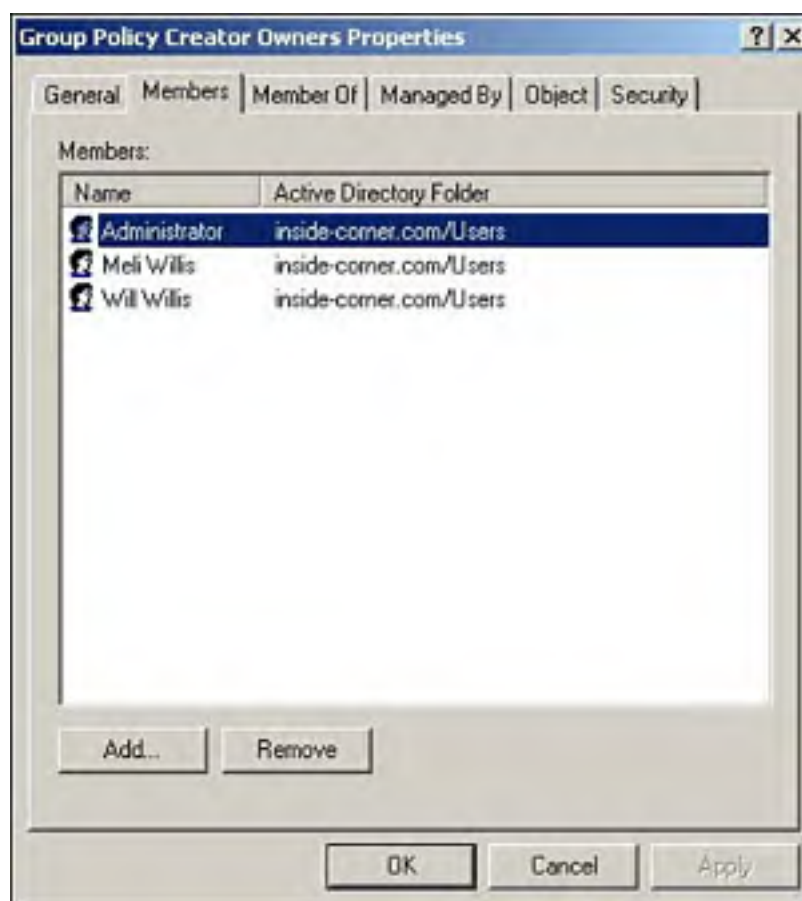 Group Policy Creator Owners Properties
General Members Member Of Managed By Object Security
Members:
Name Active Directory Folder
Administrator inside-corner.com/Users
Meli Willis inside-corner.com/Users
Will Willis inside-corner.com/Users
Add... Remove
OK Cancel Apply